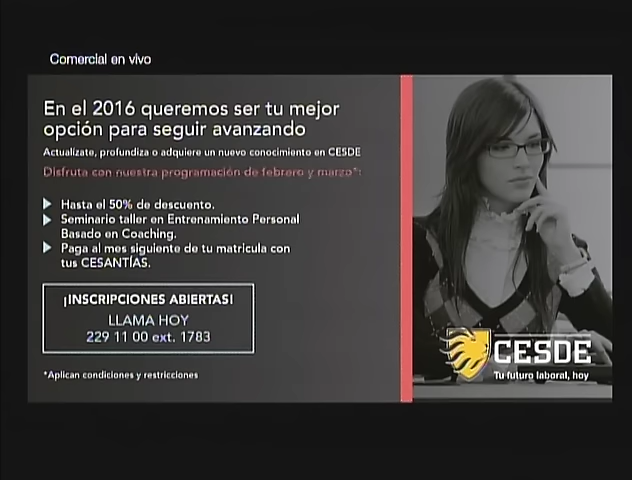 Comercial en vivo
En el 2016 queremos ser tu mejor
opción para seguir avanzando
Actualízate, profundiza o adquiere un nuevo conocimiento en CESDE
Disfruta con nuestra programación de febrero y marzo*:
Hasta el 50% de descuento.
Seminario taller en Entrenamiento Personal
Basado en Coaching.
Paga al mes siguiente de tu matricula con
tus CESANTÍAS.
¡INSCRIPCIONES ABIERTAS!
LLAMA HOY
229 11 00 ext. 1783
*Aplican condiciones y restricciones
CESDE
Tu futuro laboral, hoy